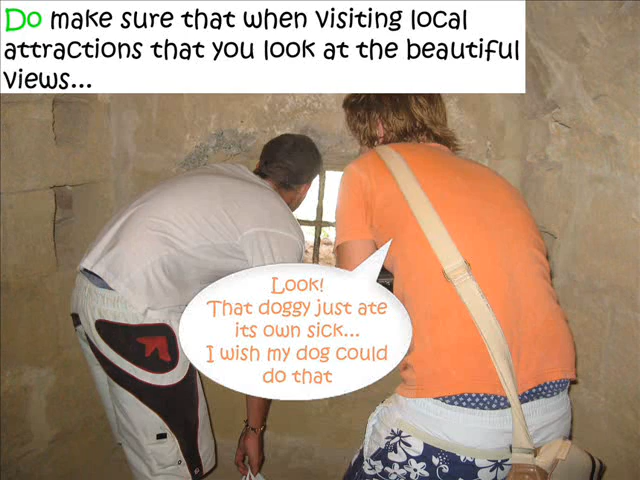 Do make sure that when visiting local
attractions that you look at the beautiful
views...
Look!
That doggy just ate
its own sick...
I wish my dog could
do that